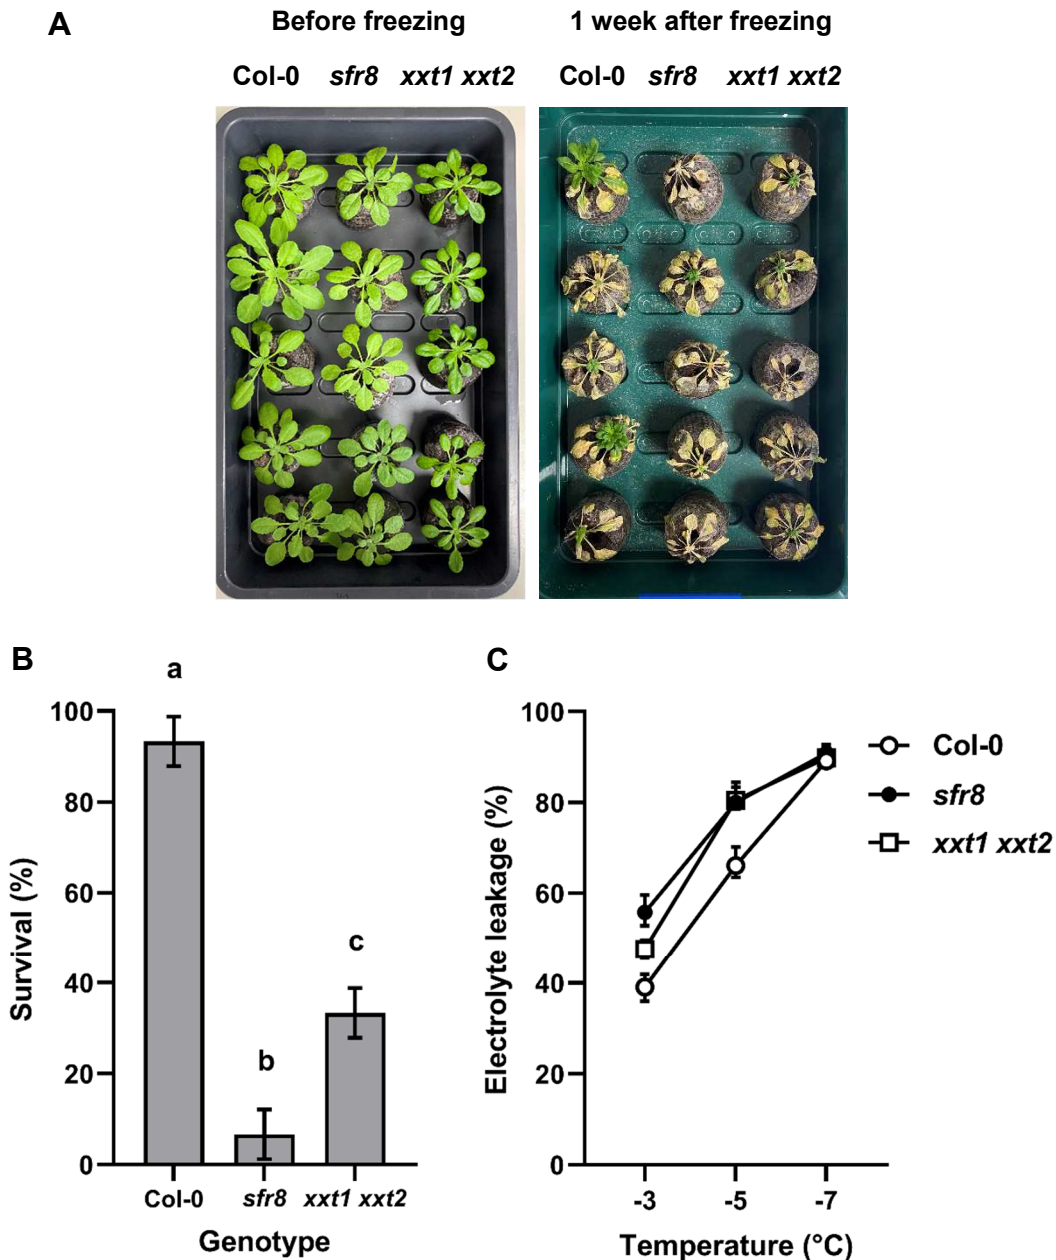 A
Before freezing
1 week after freezing
Col-0 sfr8 xxt1 xxt2
Col-0 sfr8 xxt1 xxt2
B
a
b
c
100
80
60
40
20
0
Survival (%)
Col-0 sfr8 xxt1 xxt2
Genotype
C
100
80
60
40
20
0
Electrolyte leakage (%)
-3 -5 -7
Temperature (°C)
Col-0
sfr8
xxt1 xxt2